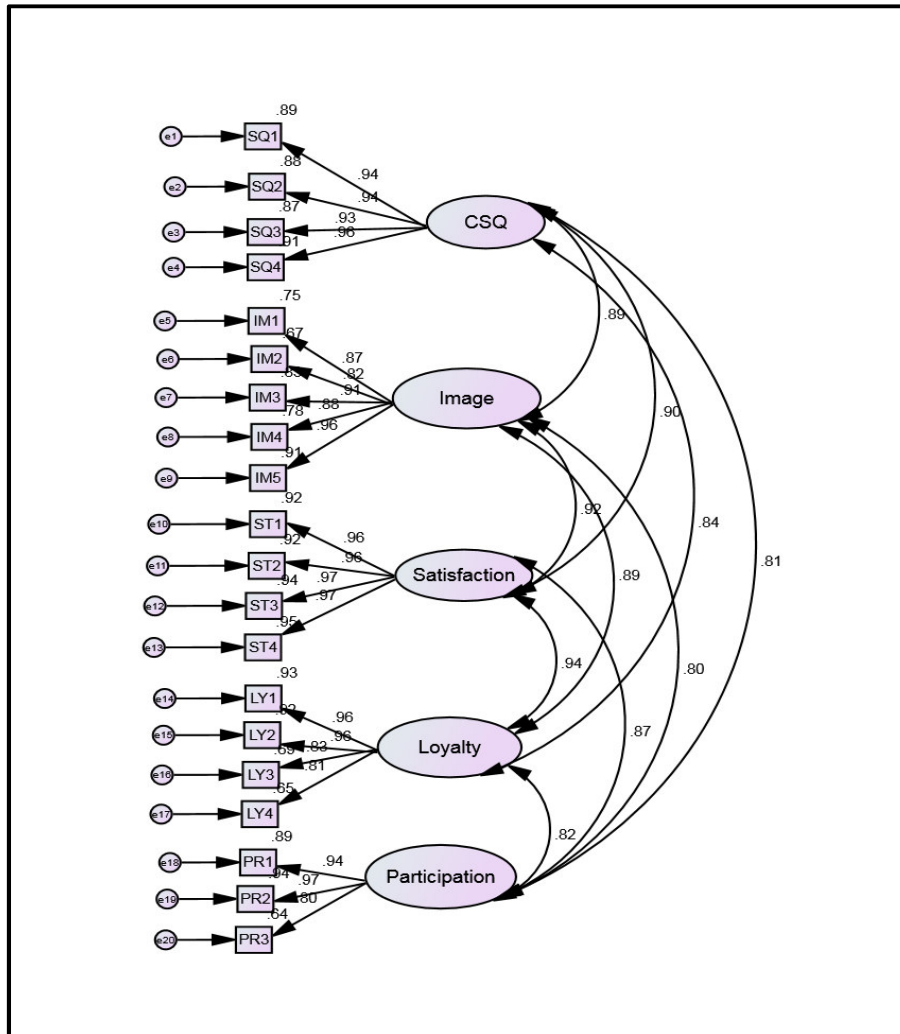 .89
e1
SQ1
.88
.94
e2
SQ2
.94
.87
CSQ
e3
SQ3
.93
.91
.96
e4
SQ4
.75
e5
IM1
.89
.67
e6
IM2
.87
.82
.83
e7
IM3
.91
Image
.78
.88
.90
e8
IM4
.96
.91
e9
IM5
.92
.92
e10
ST1
.84
.92
.96
e11
ST2
.96
.81
.94
.97
Satisfaction
.89
e12
ST3
.97
.95
e13
ST4
.94
.80
.93
e14
LY1
.96
e15
LY2
.96
.87
.69
.83
Loyalty
e16
LY3
.81
.65
e17
LY4
.89
.82
e18
PR1
.94
.94
.97
Participation
e19
PR2
.80
.64
e20
PR3